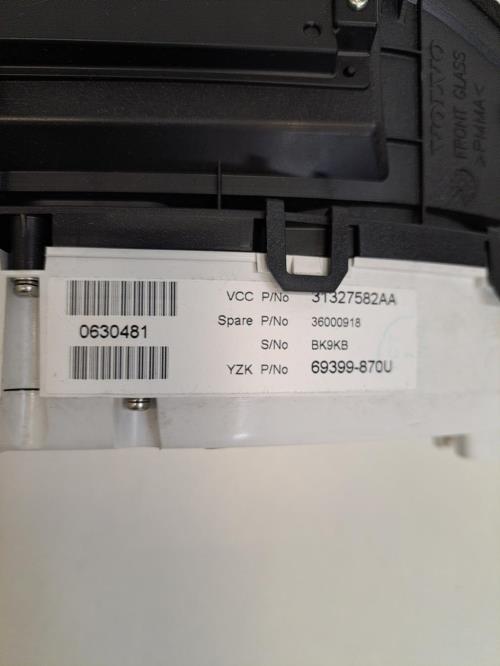 VOLVO
FRONT GLASS
>PMMA<
0630481
VCC P/No 31327582AA
Spare P/No 36000918
S/No BK9KB
YZK P/No 69399-870U